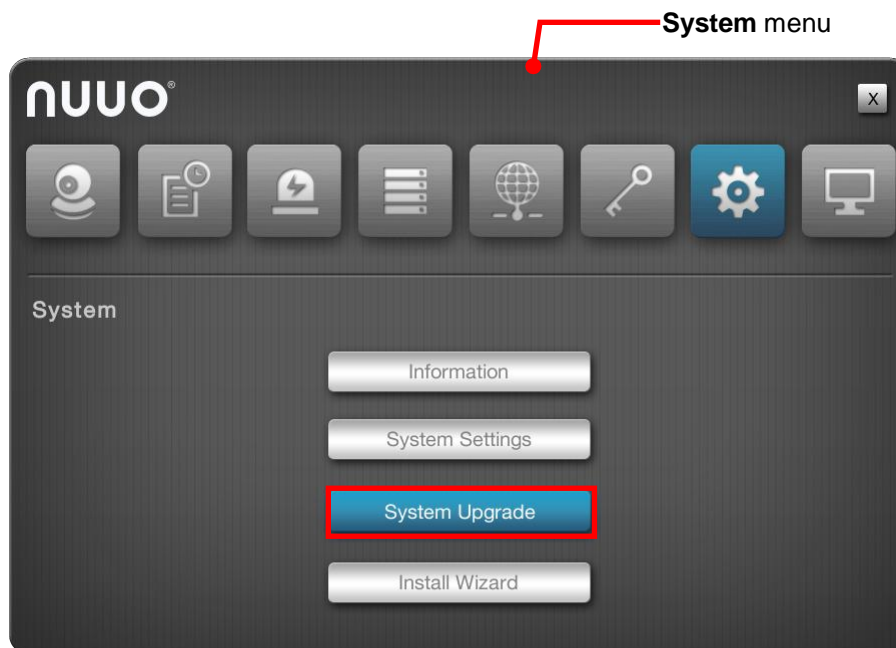 System menu
nuuo®
X
System
Information
System Settings
System Upgrade
Install Wizard